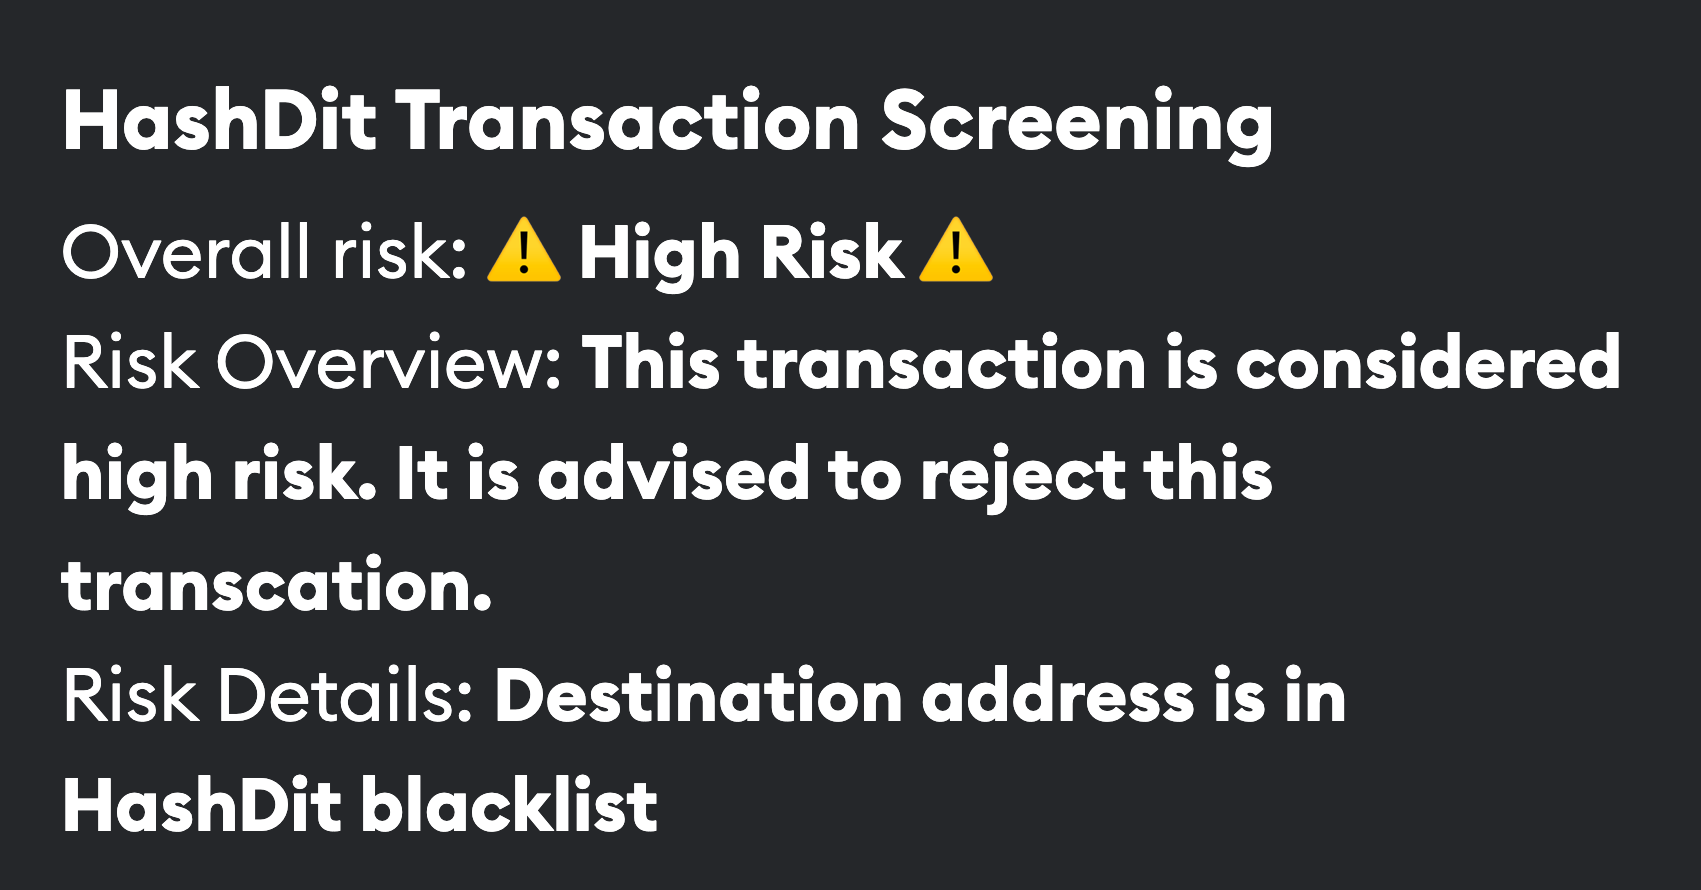 HashDit Transaction Screening
Overall risk: ⚠️ High Risk ⚠️
Risk Overview: This transaction is considered
high risk. It is advised to reject this
transcation.
Risk Details: Destination address is in
HashDit blacklist